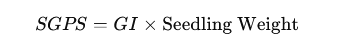 SGPS = GI × Seedling Weight